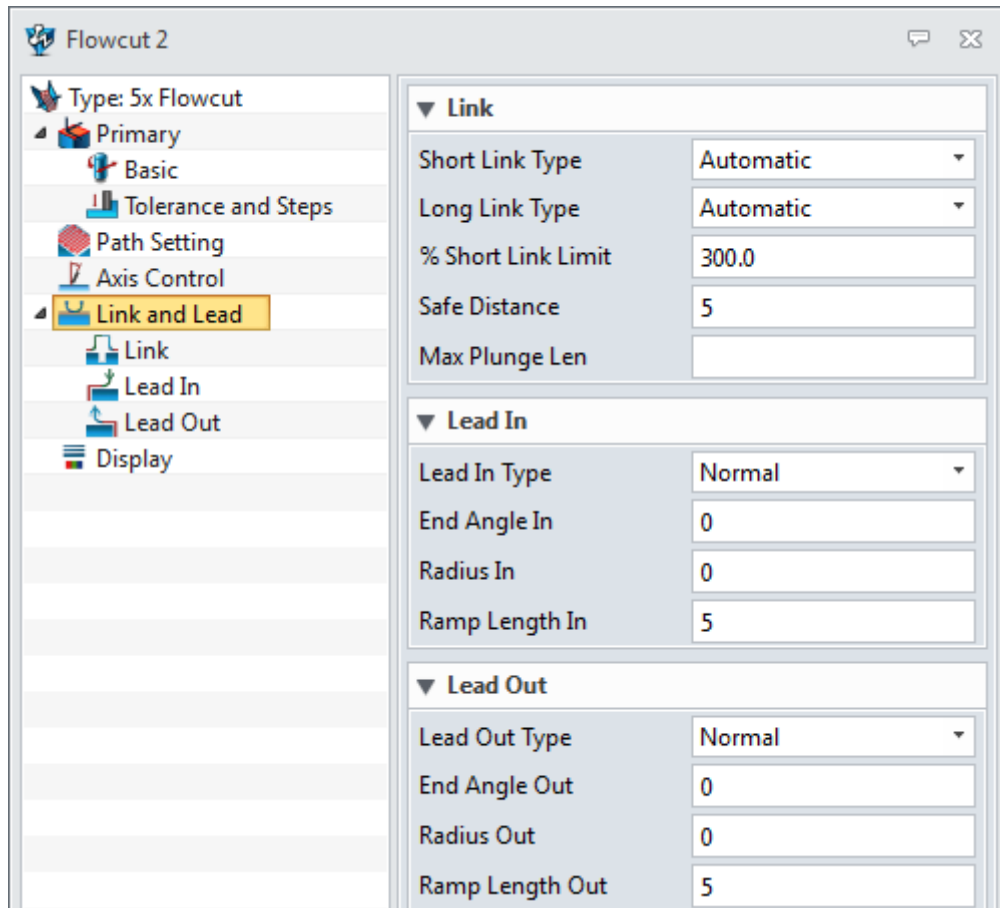 Flowcut 2
Type: 5x Flowcut
Primary
Basic
Tolerance and Steps
Path Setting
Axis Control
Link and Lead
Link
Lead In
Lead Out
Display
Link
Short Link Type Automatic
Long Link Type Automatic
% Short Link Limit 300.0
Safe Distance 5
Max Plunge Len
Lead In
Lead In Type Normal
End Angle In 0
Radius In 0
Ramp Length In 5
Lead Out
Lead Out Type Normal
End Angle Out 0
Radius Out 0
Ramp Length Out 5